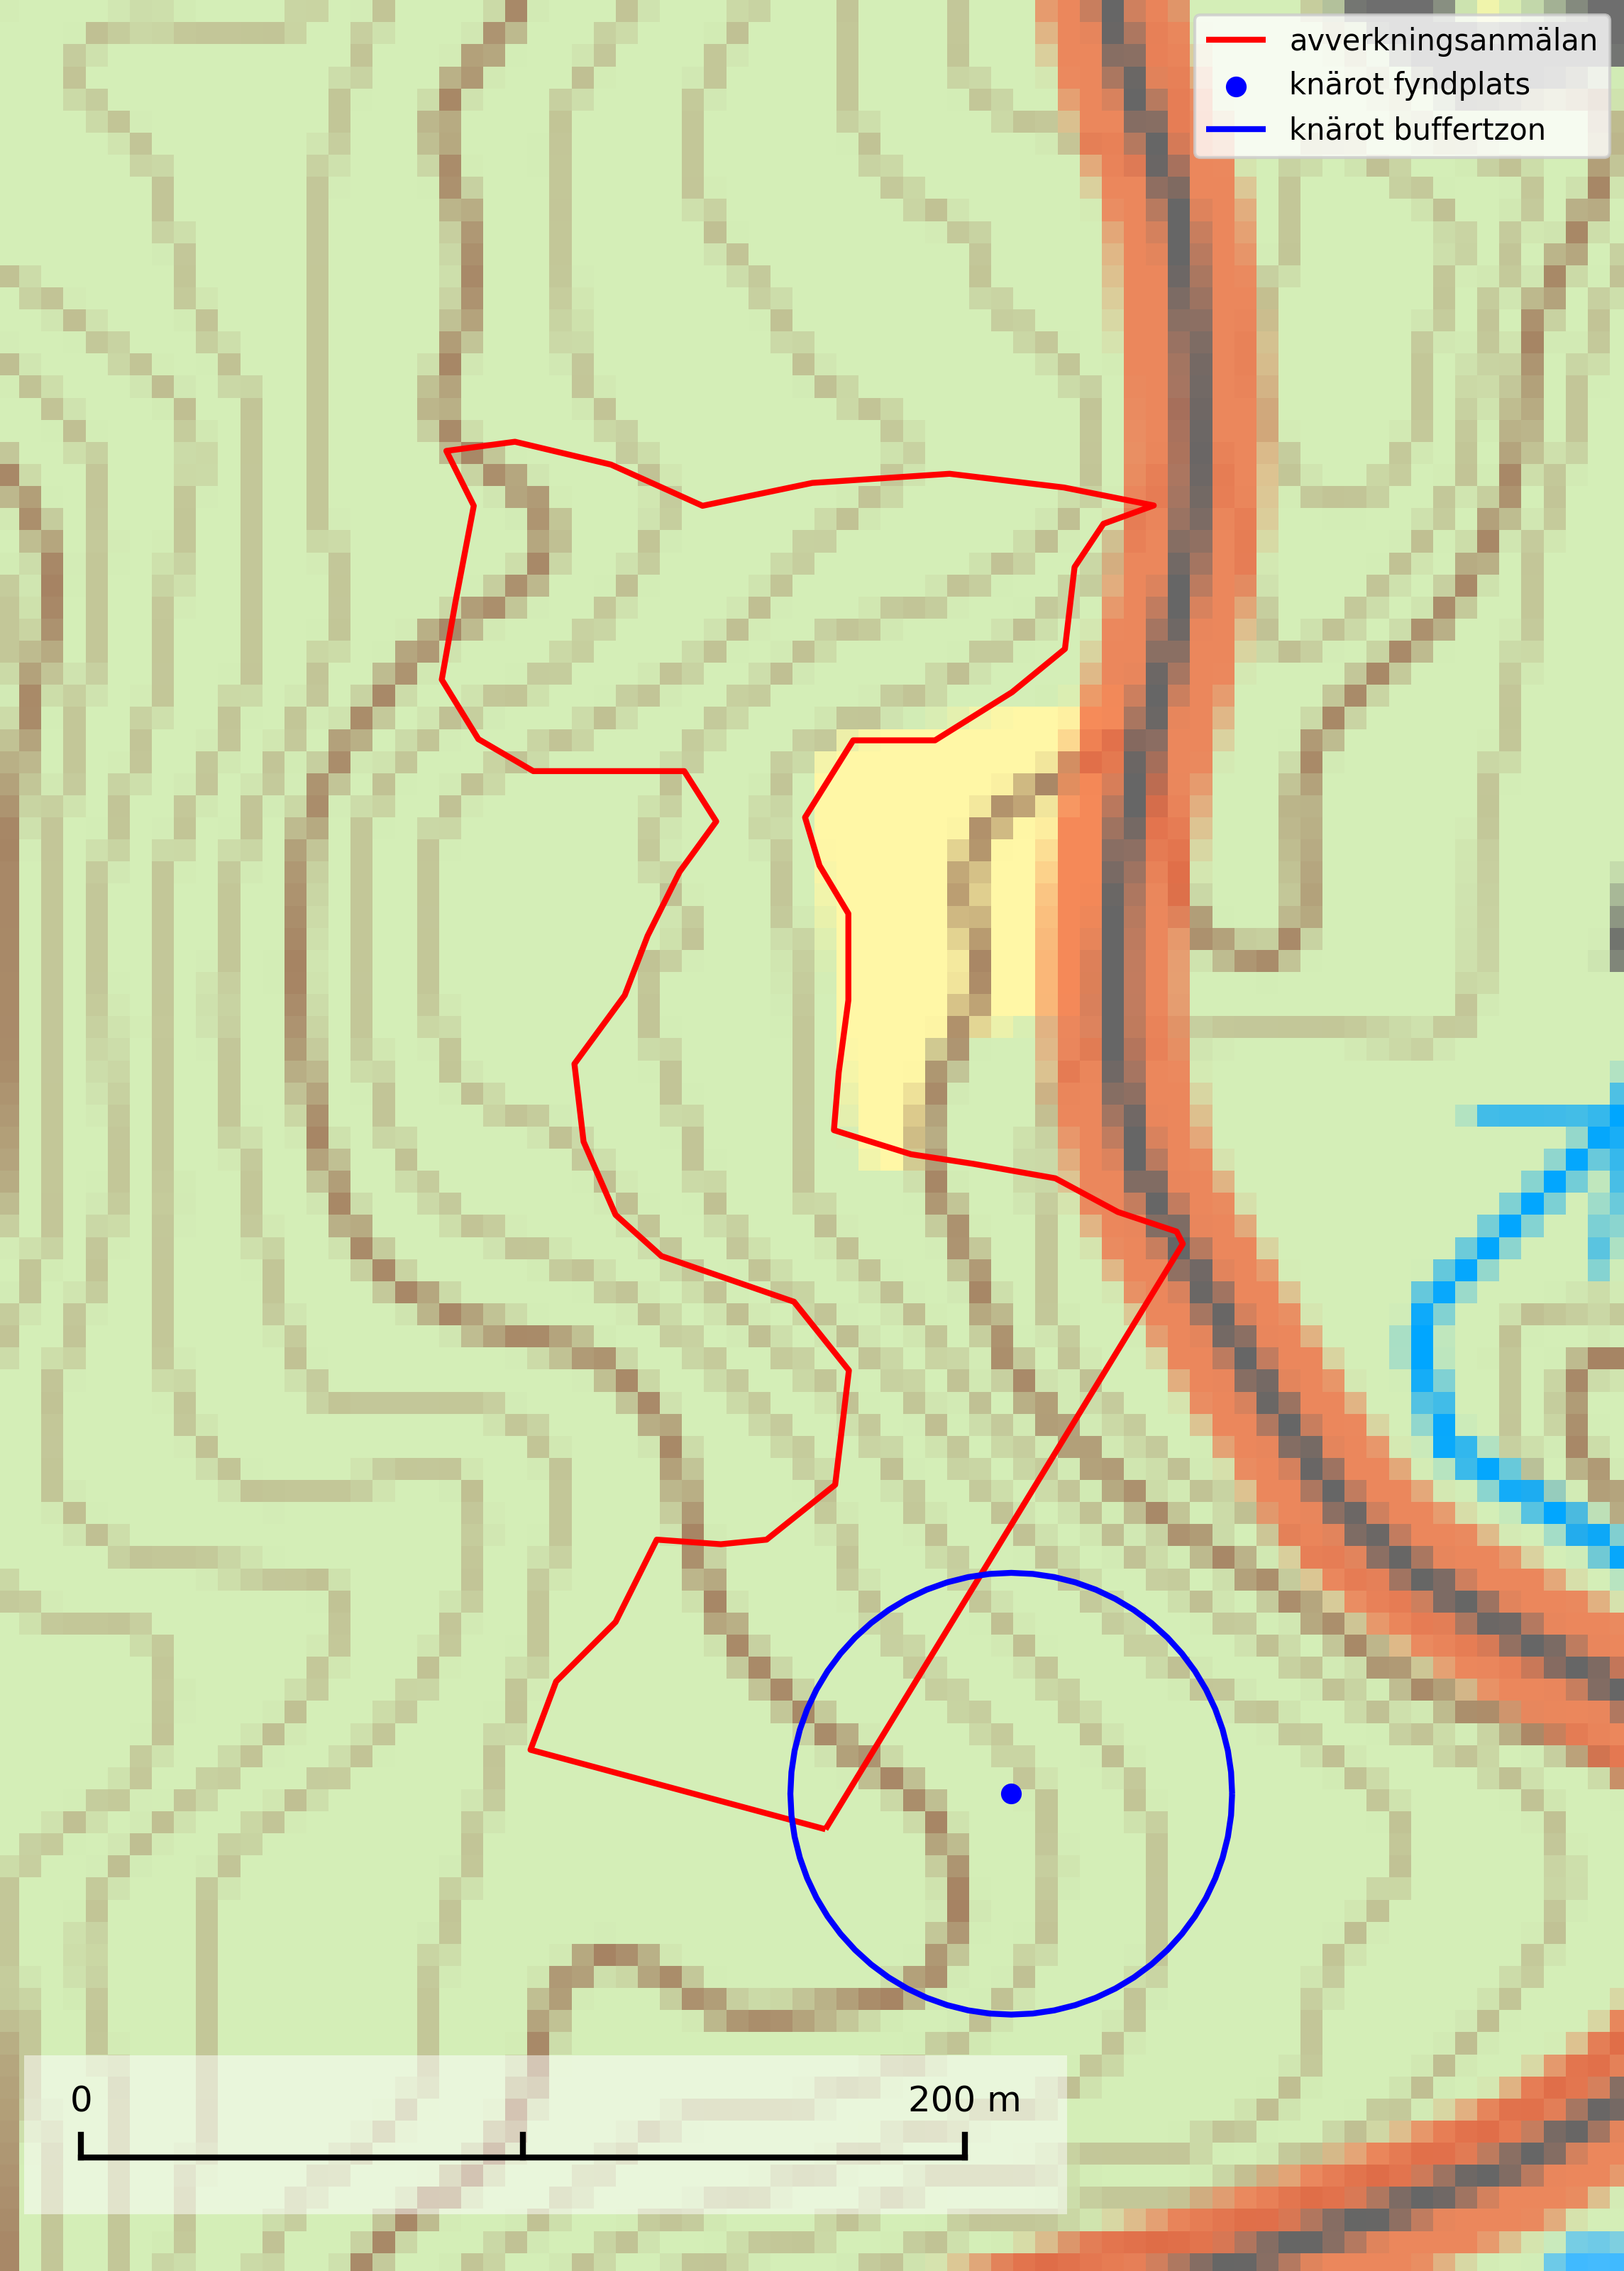 avverkningsanmälan
knärot fyndplats
knärot buffertzon
0
200 m